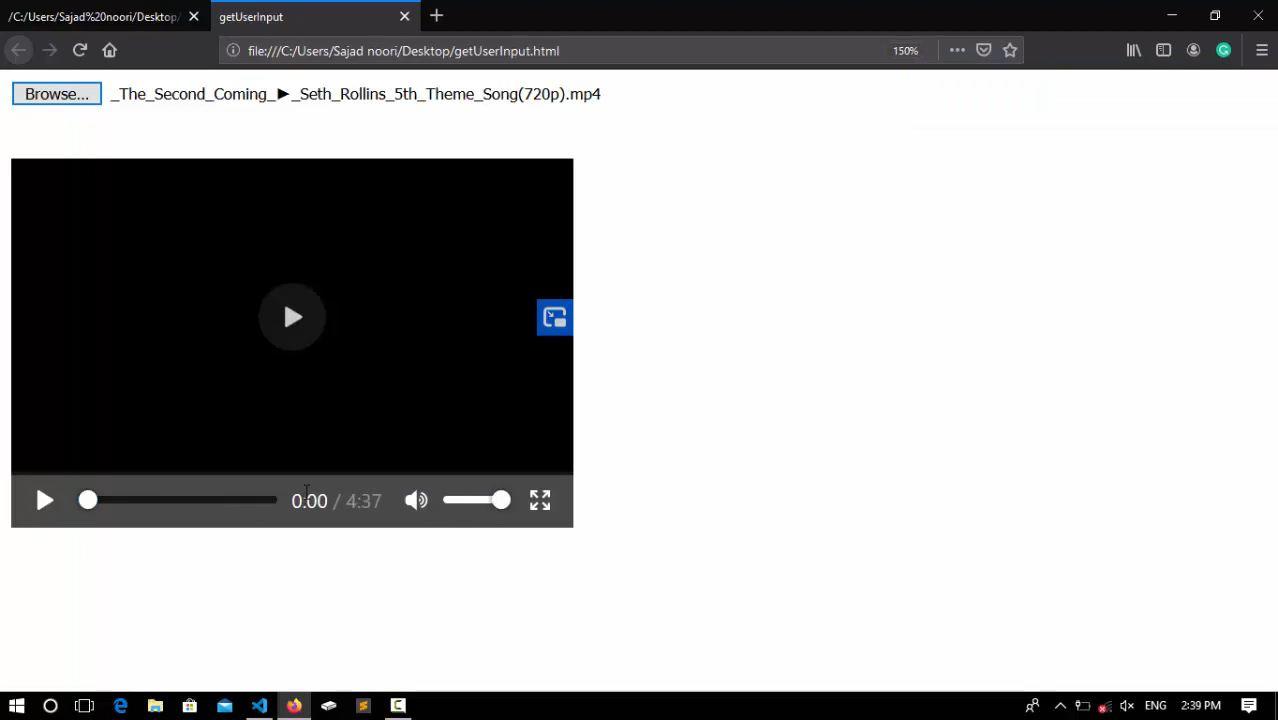 /C:/Users/Sajad%20noori/Desktop/
getUserInput
file:///C:/Users/Sajad noori/Desktop/getUserInput.html
150%
Browse...
_The_Second_Coming_►_Seth_Rollins_5th_Theme_Song(720p).mp4
0:00 / 4:37
ENG
2:39 PM